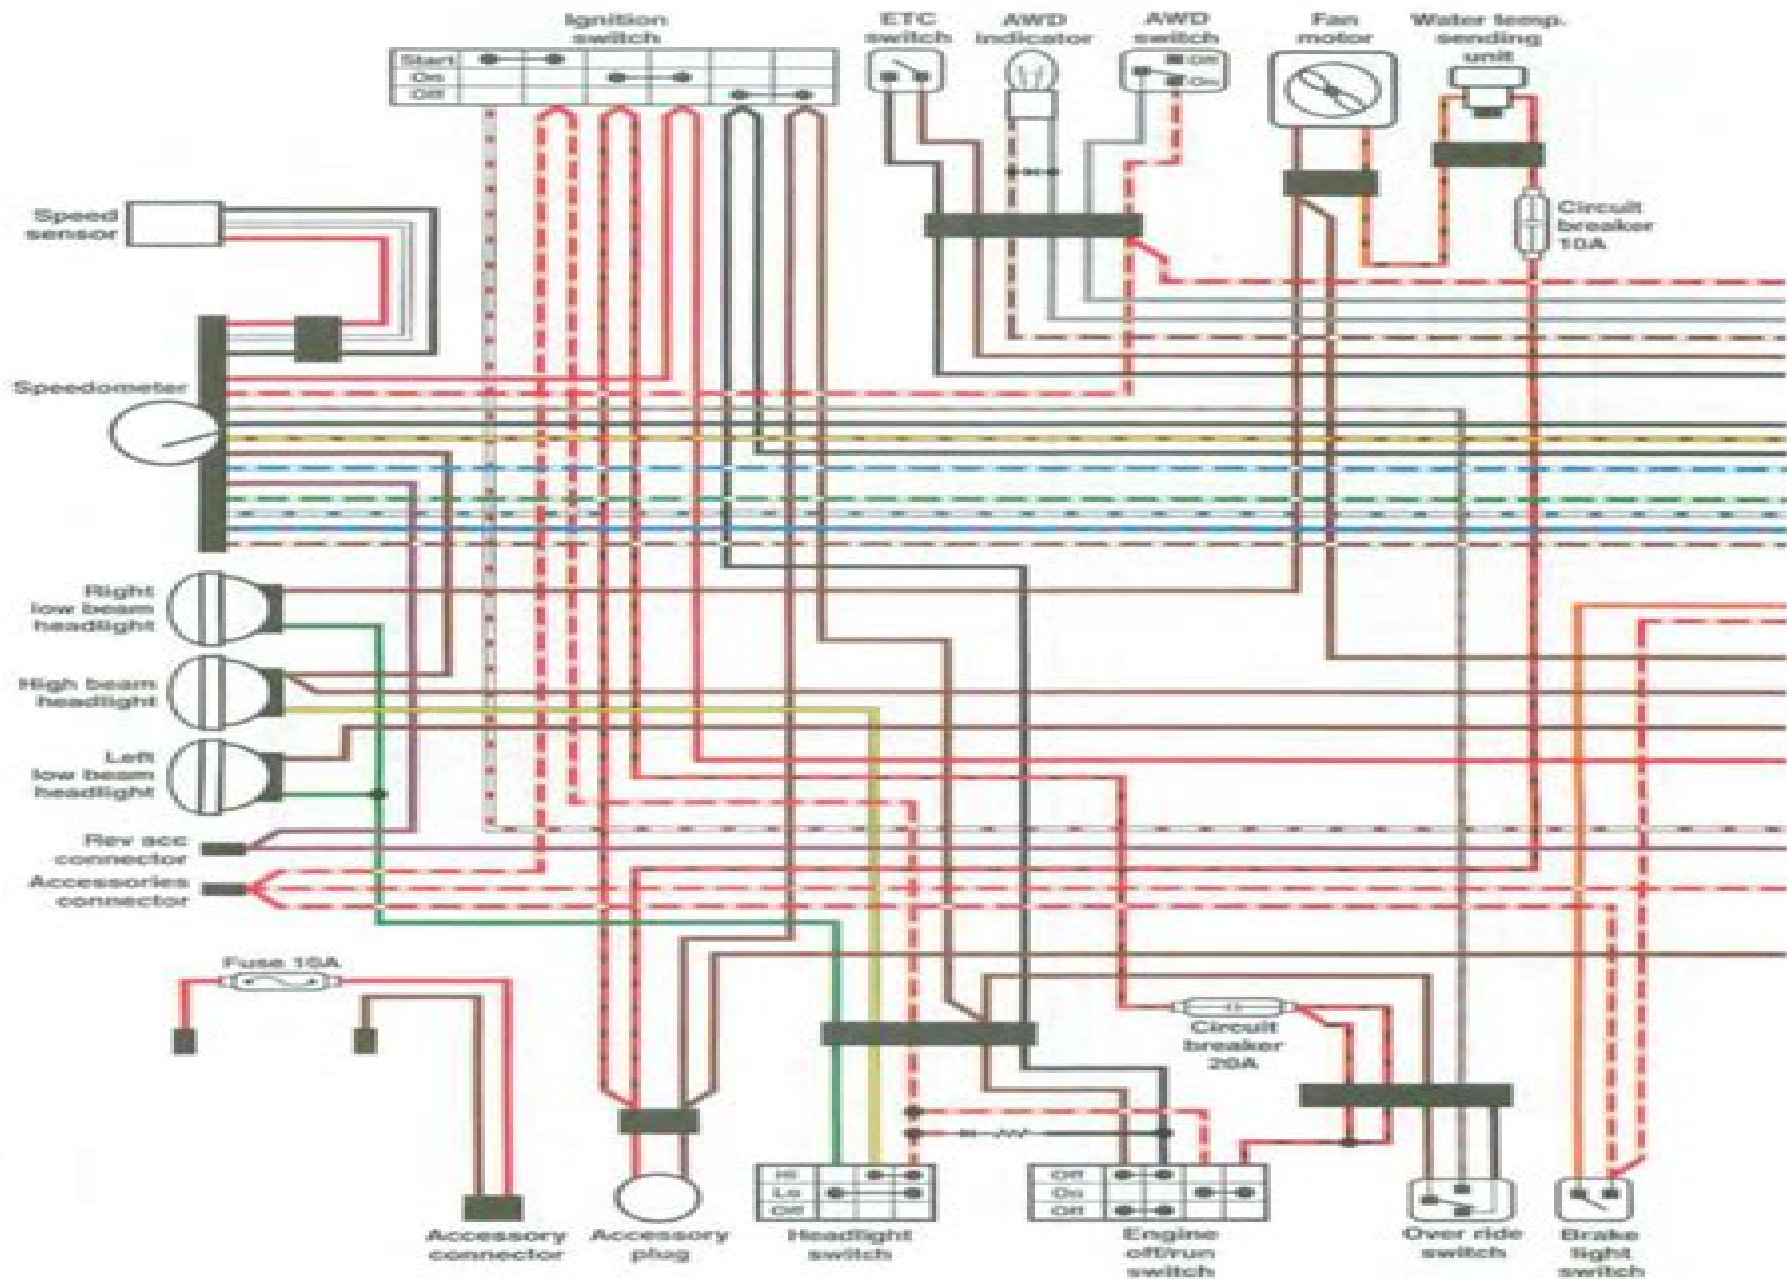 Ignition
switch
Start
On
Off
ETC
switch
AWD
indicator
AWD
switch
Off
On
Fan
motor
Water temp.
sending
unit
Circuit
breaker
10A
Speed
sensor
Speedometer
Right
low beam
headlight
High beam
headlight
Left
low beam
headlight
Rev acc
connector
Accessories
connector
Fuse 10A
Accessory
connector
Accessory
plug
Hi
Lo
Off
Headlight
switch
Off
On
Off
Engine
off/run
switch
Circuit
breaker
20A
Over ride
switch
Brake
light
switch